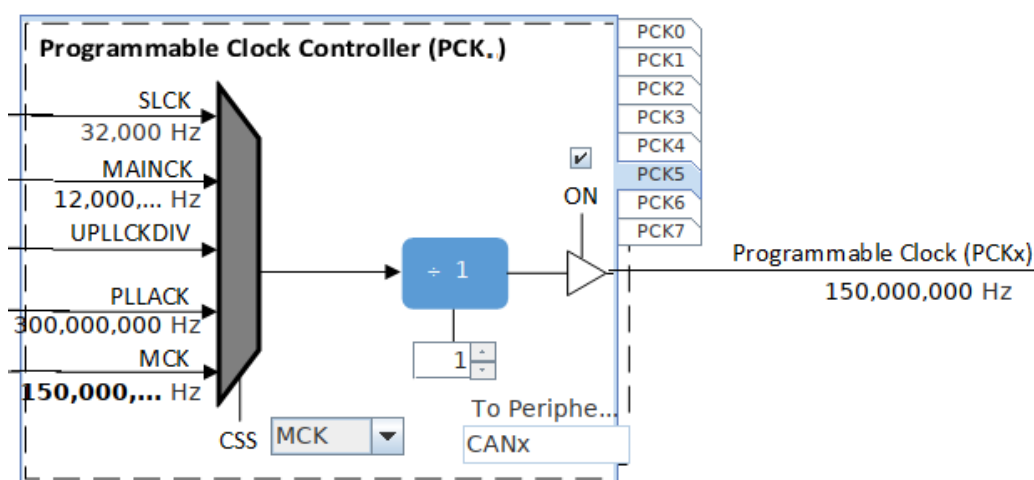 Programmable Clock Controller (PCK. )
PCK0
PCK1
PCK2
PCK3
PCK4
PCK5
PCK6
PCK7
SLCK
32,000 Hz
MAINCK
12,000,... Hz
UPLLCKDIV
PLLACK
300,000,000 Hz
MCK
150,000,... Hz
CSS
MCK
÷ 1
1
ON
To Periphe...
CANx
Programmable Clock (PCKx)
150,000,000 Hz